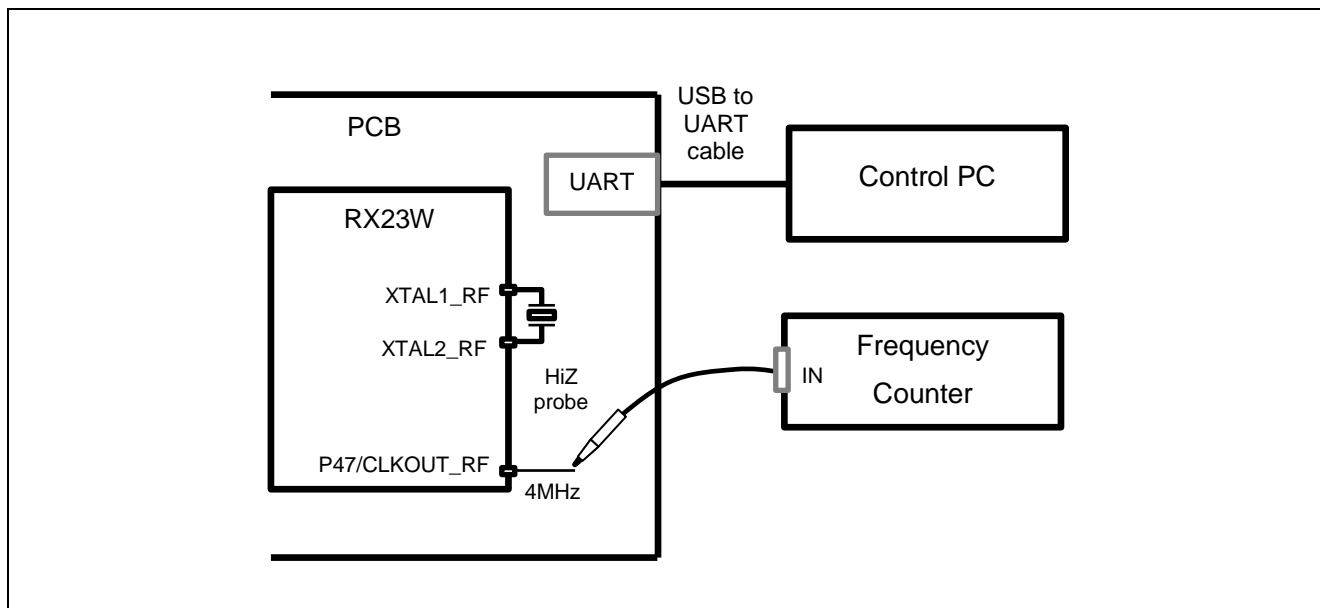 PCB
USB to
UART
cable
UART
Control PC
RX23W
XTAL1_RF
XTAL2_RF
HiZ
probe
Frequency
Counter
IN
P47/CLKOUT_RF
4MHz